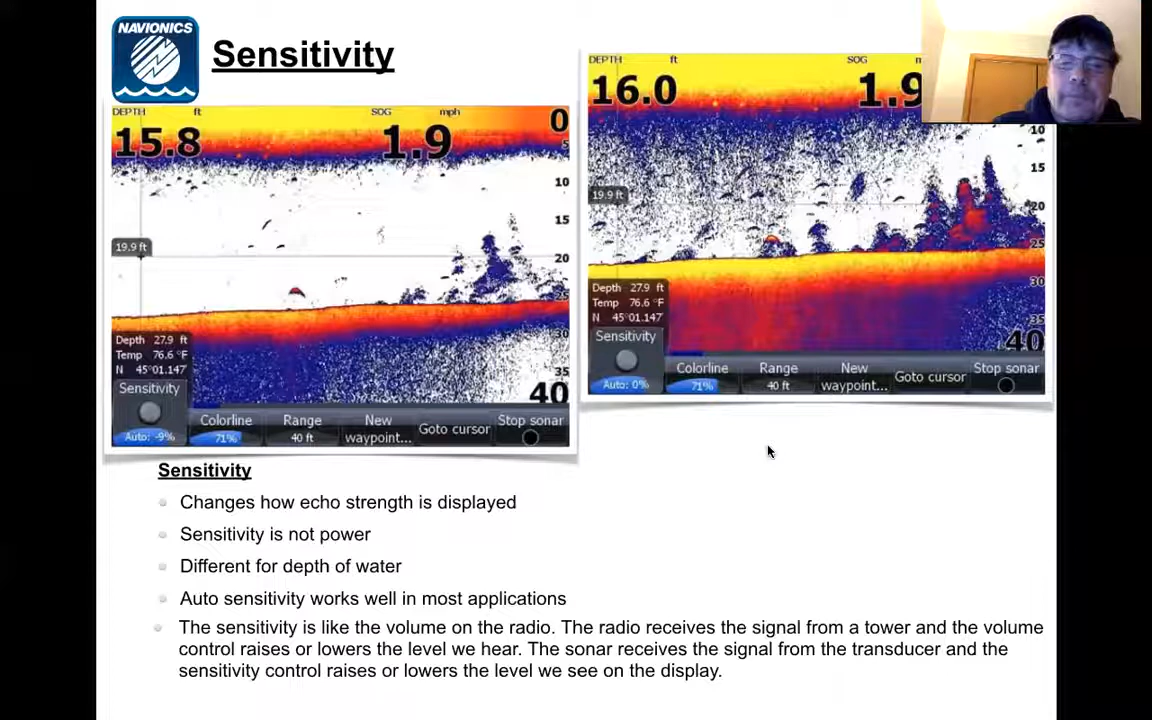 NAVIONICS
Sensitivity
DEPTH ft SOG mph
15.8 1.9 0
5
10
15
19.9 ft
20
25
30
35
40
Depth 27.9 ft
Temp 76.6 °F
N 45°01.147'
Sensitivity
Auto: -9%
Colorline
71%
Range
40 ft
New
waypoint...
Goto cursor
Stop sonar
DEPTH ft SOG m
16.0 1.9
10
15
19.9 ft
20
25
30
35
40
Depth 27.9 ft
Temp 76.6 °F
N 45°01.147'
Sensitivity
Auto: 0%
Colorline
71%
Range
40 ft
New
waypoint...
Goto cursor
Stop sonar
Sensitivity
Changes how echo strength is displayed
Sensitivity is not power
Different for depth of water
Auto sensitivity works well in most applications
The sensitivity is like the volume on the radio. The radio receives the signal from a tower and the volume
control raises or lowers the level we hear. The sonar receives the signal from the transducer and the
sensitivity control raises or lowers the level we see on the display.